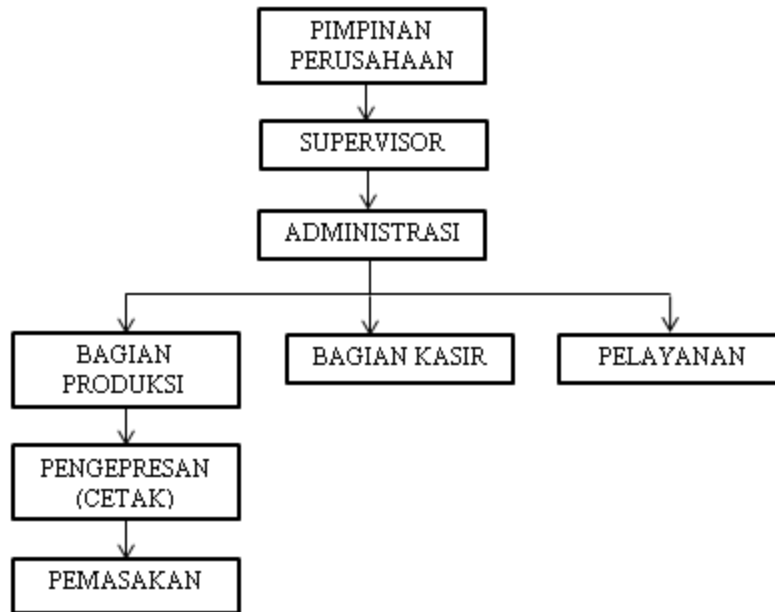 PIMPINAN
PERUSAHAAN
SUPERVISOR
ADMINISTRASI
BAGIAN
PRODUKSI
BAGIAN KASIR
PELAYANAN
PENGEPRESAN
(CETAK)
PEMASAKAN